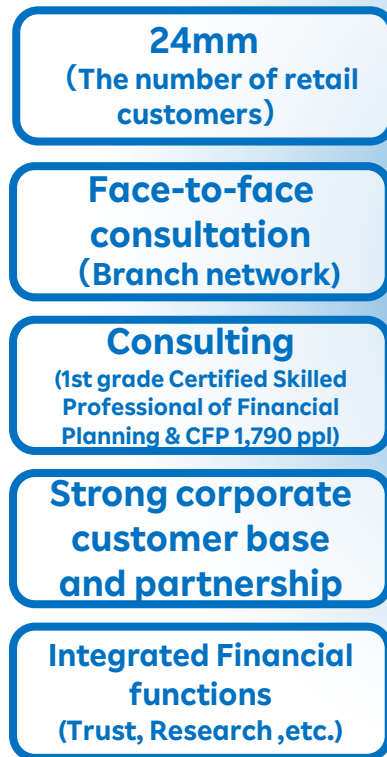 24mm
（The number of retail
customers）
Face-to-face
consultation
（Branch network)
Consulting
(1st grade Certified Skilled
Professional of Financial
Planning & CFP 1,790 ppl)
Strong corporate
customer base
and partnership
Integrated Financial
functions
(Trust, Research ,etc.)